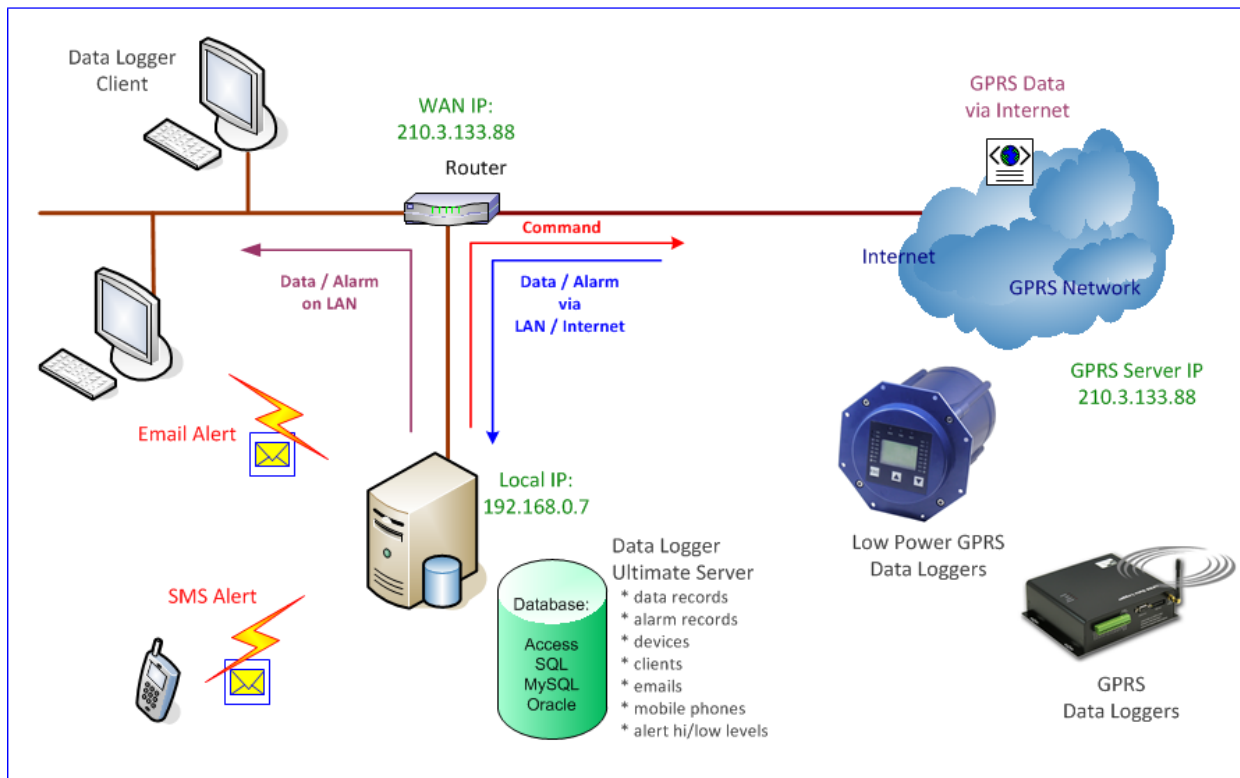 Data Logger
Client
WAN IP:
210.3.133.88
Router
GPRS Data
via Internet
Command
Internet
GPRS Network
Data / Alarm
on LAN
Data / Alarm
via
LAN / Internet
GPRS Server IP
210.3.133.88
Email Alert
Local IP:
192.168.0.7
Low Power GPRS
Data Loggers
Data Logger
Ultimate Server
* data records
* alarm records
* devices
* clients
* emails
* mobile phones
* alert hi/low levels
Database:
Access
SQL
MySQL
Oracle
SMS Alert
GPRS
Data Loggers